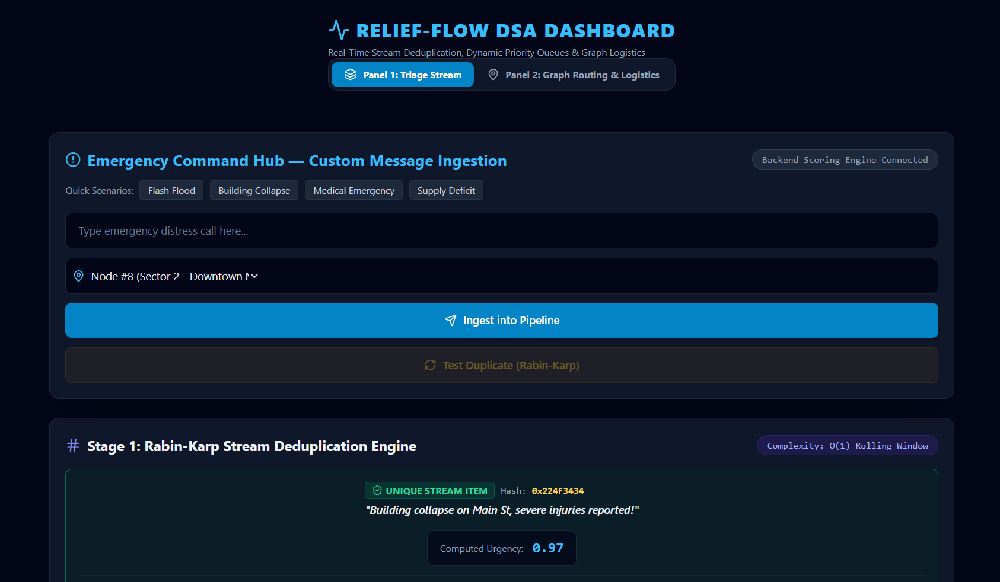 RELIEF-FLOW DSA DASHBOARD
Real-Time Stream Deduplication, Dynamic Priority Queues & Graph Logistics
Panel 1: Triage Stream
Panel 2: Graph Routing & Logistics
Emergency Command Hub — Custom Message Ingestion
Backend Scoring Engine Connected
Quick Scenarios: Flash Flood Building Collapse Medical Emergency Supply Deficit
Type emergency distress call here...
Node #8 (Sector 2 - Downtown
Ingest into Pipeline
Test Duplicate (Rabin-Karp)
# Stage 1: Rabin-Karp Stream Deduplication Engine
Complexity: O(1) Rolling Window
UNIQUE STREAM ITEM Hash: 0x224F3434
"Building collapse on Main St, severe injuries reported!"
Computed Urgency: 0.97